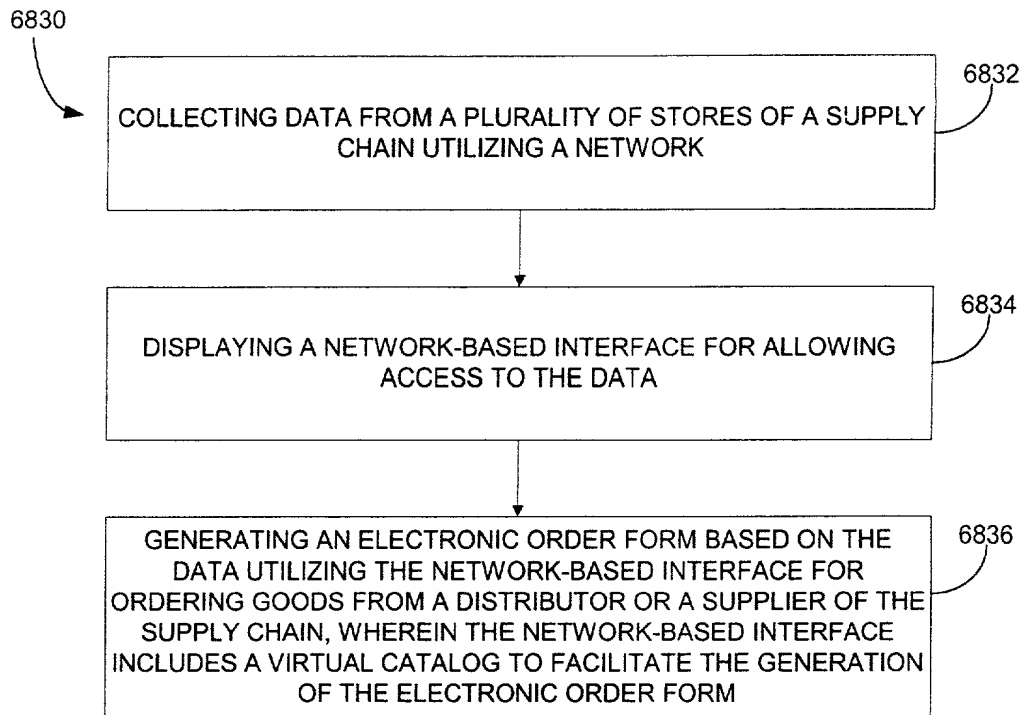 6830
6832
COLLECTING DATA FROM A PLURALITY OF STORES OF A SUPPLY
CHAIN UTILIZING A NETWORK
6834
DISPLAYING A NETWORK-BASED INTERFACE FOR ALLOWING
ACCESS TO THE DATA
6836
GENERATING AN ELECTRONIC ORDER FORM BASED ON THE
DATA UTILIZING THE NETWORK-BASED INTERFACE FOR
ORDERING GOODS FROM A DISTRIBUTOR OR A SUPPLIER OF THE
SUPPLY CHAIN, WHEREIN THE NETWORK-BASED INTERFACE
INCLUDES A VIRTUAL CATALOG TO FACILITATE THE GENERATION
OF THE ELECTRONIC ORDER FORM